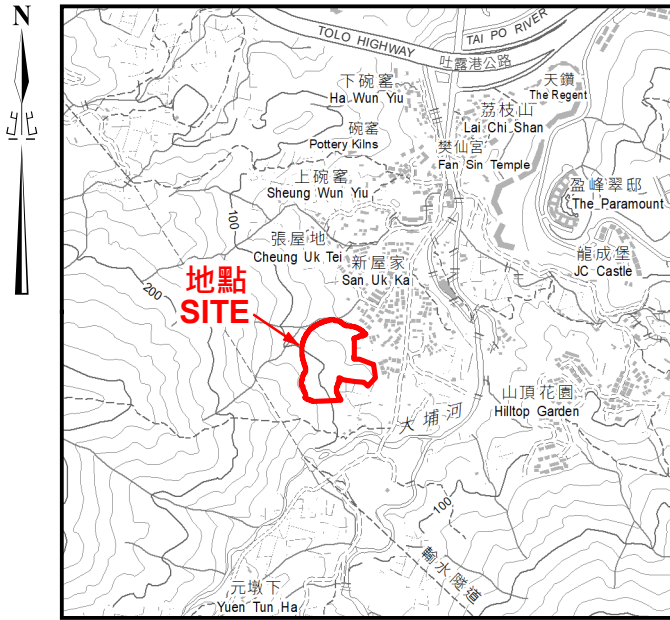 N
TOLO HIGHWAY
吐露港公路
TAI PO RIVER
下碗窰
Ha Wun Yiu
天鑽
The Regent
荔枝山
Lai Chi Shan
碗窰
Pottery Kilns
樊仙宮
Fan Sin Temple
上碗窰
Sheung Wun Yiu
盈峰翠邸
The Paramount
100
張屋地
Cheung Uk Tei
新屋家
San Uk Ka
龍成堡
JC Castle
200
地點
SITE
山頂花園
Hilltop Garden
大埔河
100
輸水隧道
元墩下
Yuen Tun Ha